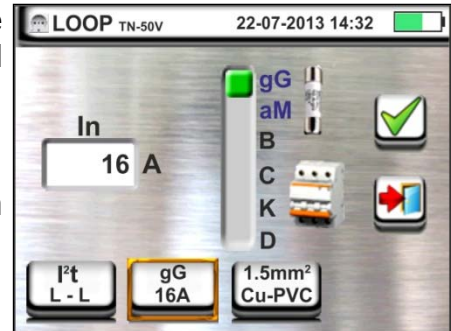 LOOP TN-50V 22-07-2013 14:32
gG
aM
In
B
16 A
C
K
D
I²t
L - L
gG
16A
1.5mm²
Cu-PVC